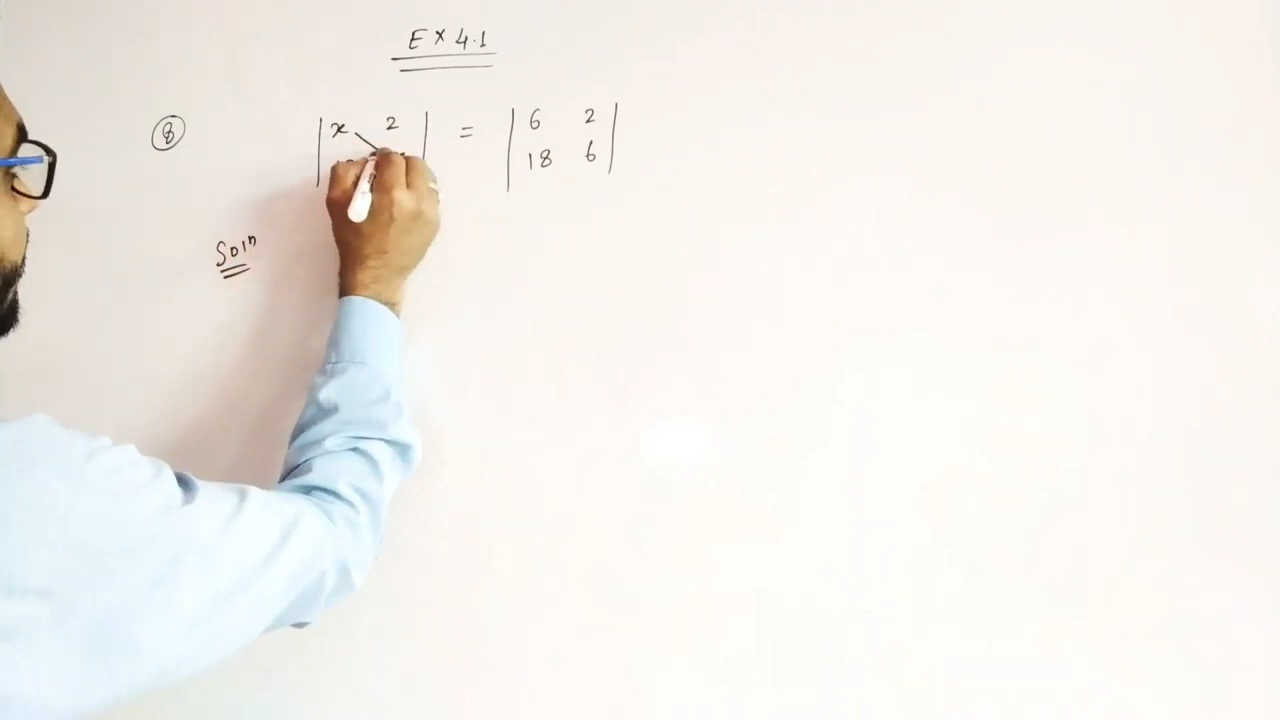 Ex 4.1
⑧ | x 2 | = | 6 2 |
| | | 18 6 |
Solⁿ